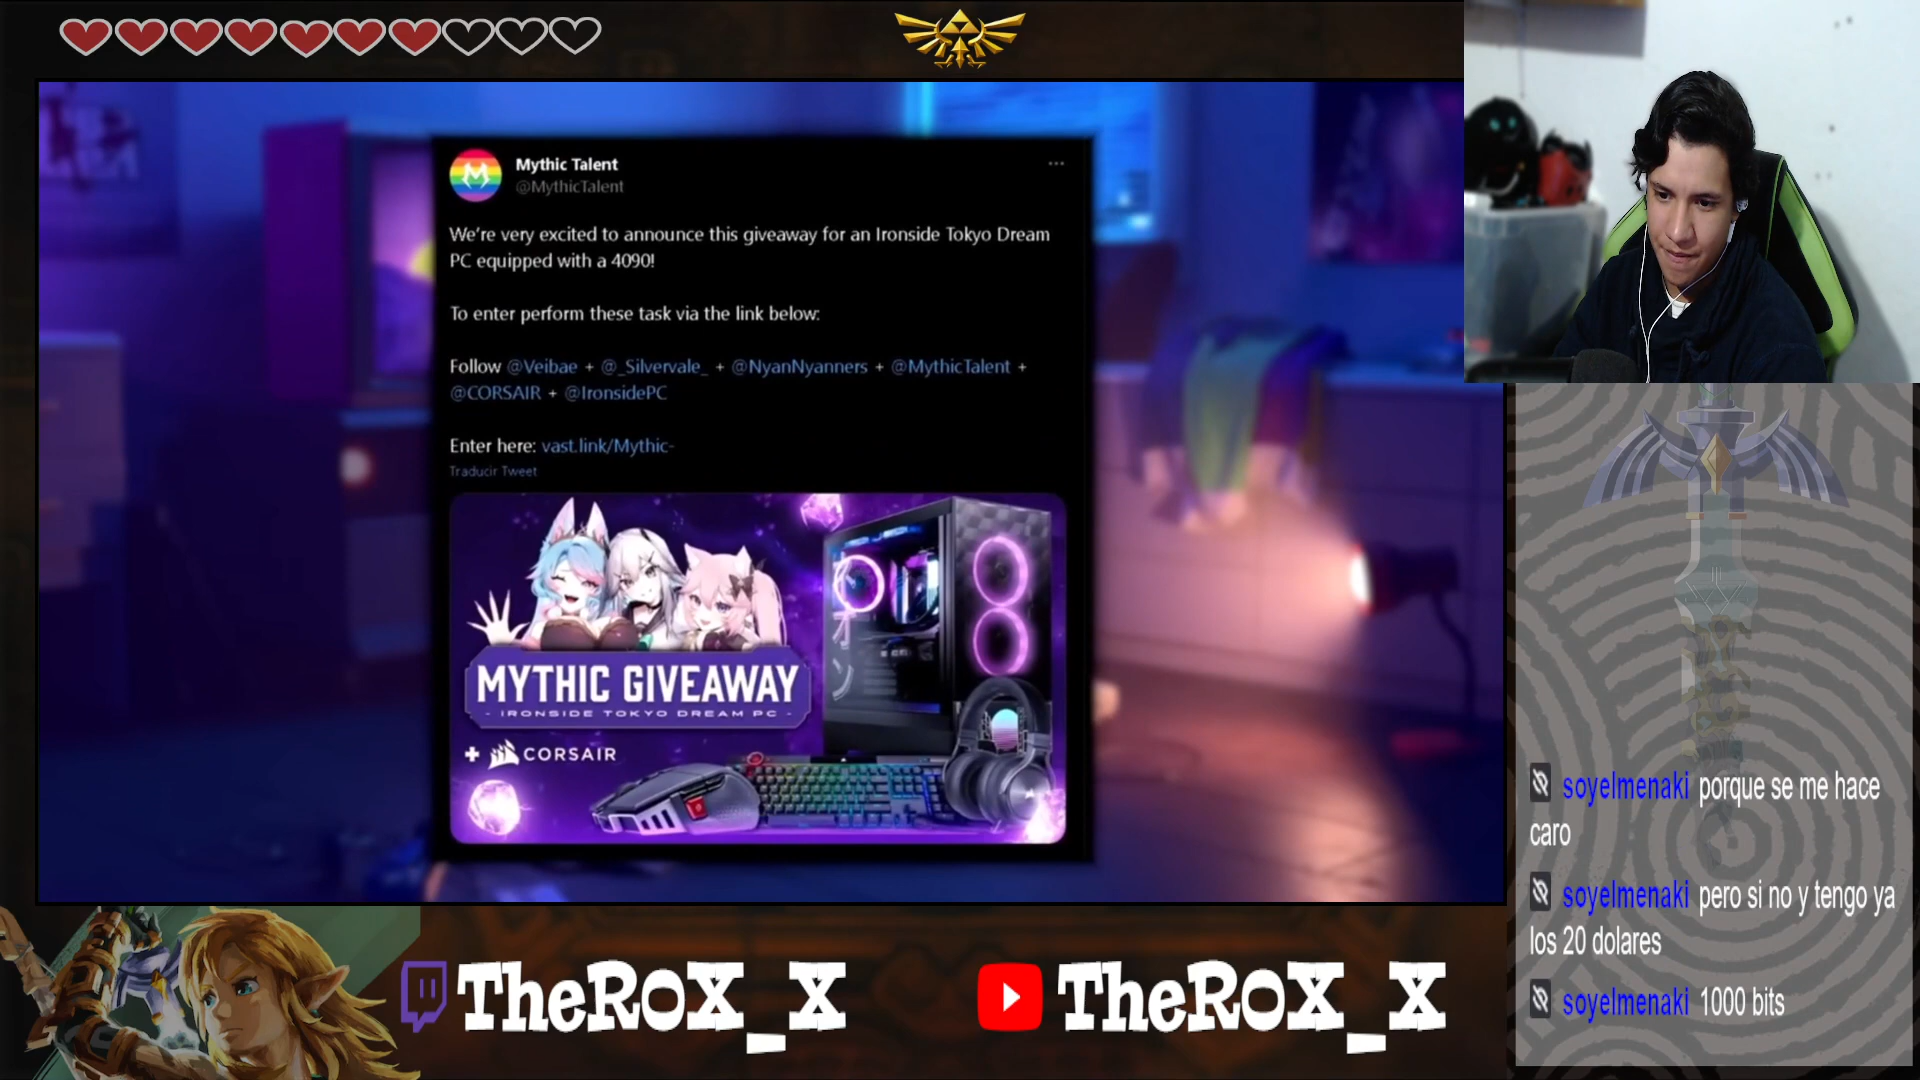 Mythic Talent
@MythicTalent
We're very excited to announce this giveaway for an Ironside Tokyo Dream
PC equipped with a 4090!
To enter perform these task via the link below:
Follow @Veibae + @_Silvervale_ + @NyanNyanners + @MythicTalent +
@CORSAIR + @IronsidePC
Enter here: vast.link/Mythic-
Traducir Tweet
MYTHIC GIVEAWAY
- IRONSIDE TOKYO DREAM PC -
+ CORSAIR
soyelmenaki porque se me hace
caro
soyelmenaki pero si no y tengo ya
los 20 dolares
soyelmenaki 1000 bits
TheROX_X
TheROX_X